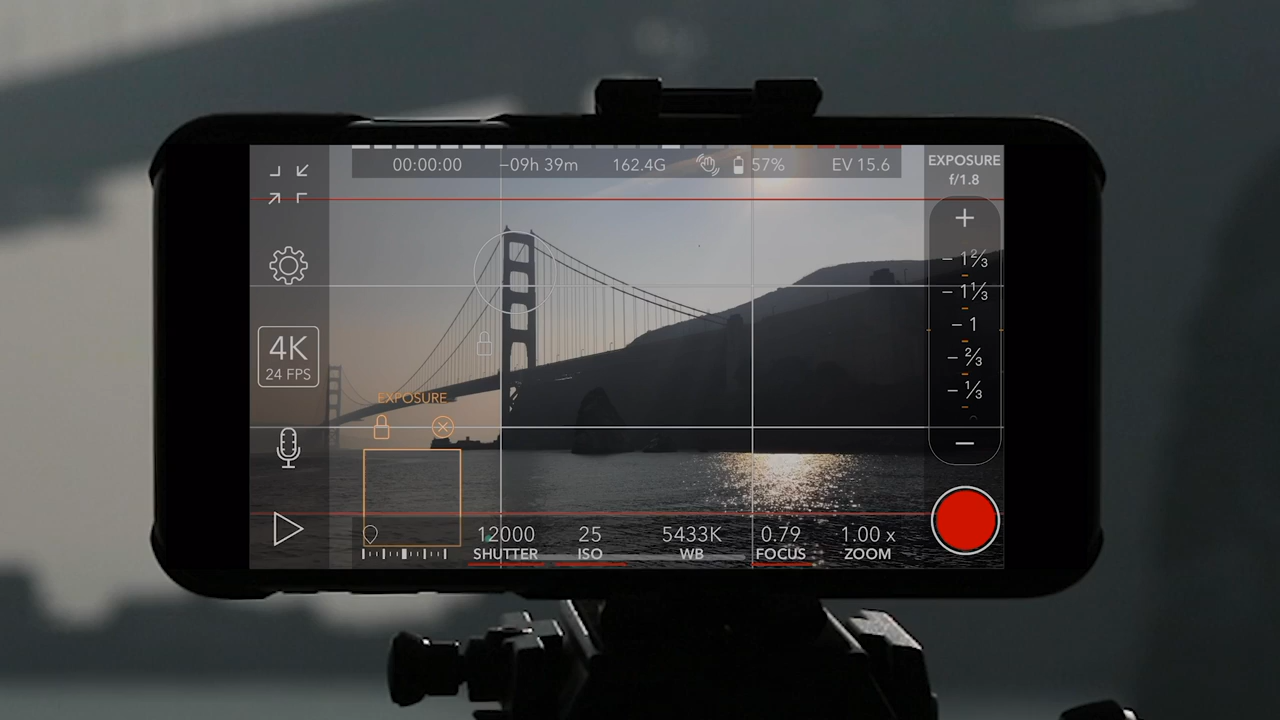 00:00:00 −09h 39m 162.4G 57% EV 15.6
EXPOSURE
f/1.8
+
− 1⅔
− 1⅓
− 1
− ⅔
− ⅓
−
4K
24 FPS
EXPOSURE
12000 25 5433K 0.79 1.00 x
SHUTTER ISO WB FOCUS ZOOM